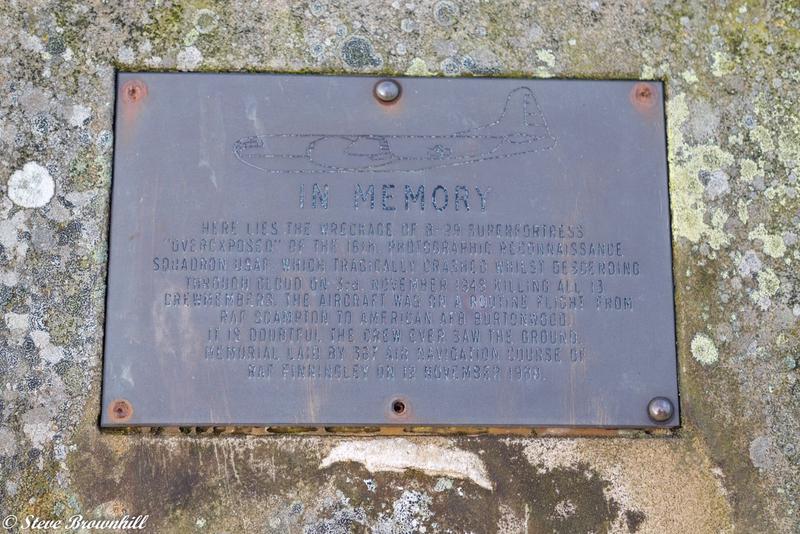 IN MEMORY
HERE LIES THE WRECKAGE OF B-29 SUPERFORTRESS
"OVEREXPOSED" OF THE 16TH. PHOTOGRAPHIC RECONNAISSANCE
SQUADRON USAF WHICH TRAGICALLY CRASHED WHILST DESCENDING
THROUGH CLOUD ON 3rd. NOVEMBER 1948 KILLING ALL 13
CREWMEMBERS. THE AIRCRAFT WAS ON A ROUTINE FLIGHT FROM
RAF SCAMPTON TO AMERICAN AFB BURTONWOOD.
IT IS DOUBTFUL THE CREW EVER SAW THE GROUND.
MEMORIAL LAID BY 367 AIR NAVIGATION COURSE OF
RAF FINNINGLEY ON 12 NOVEMBER 1988.
© Steve Brownhill